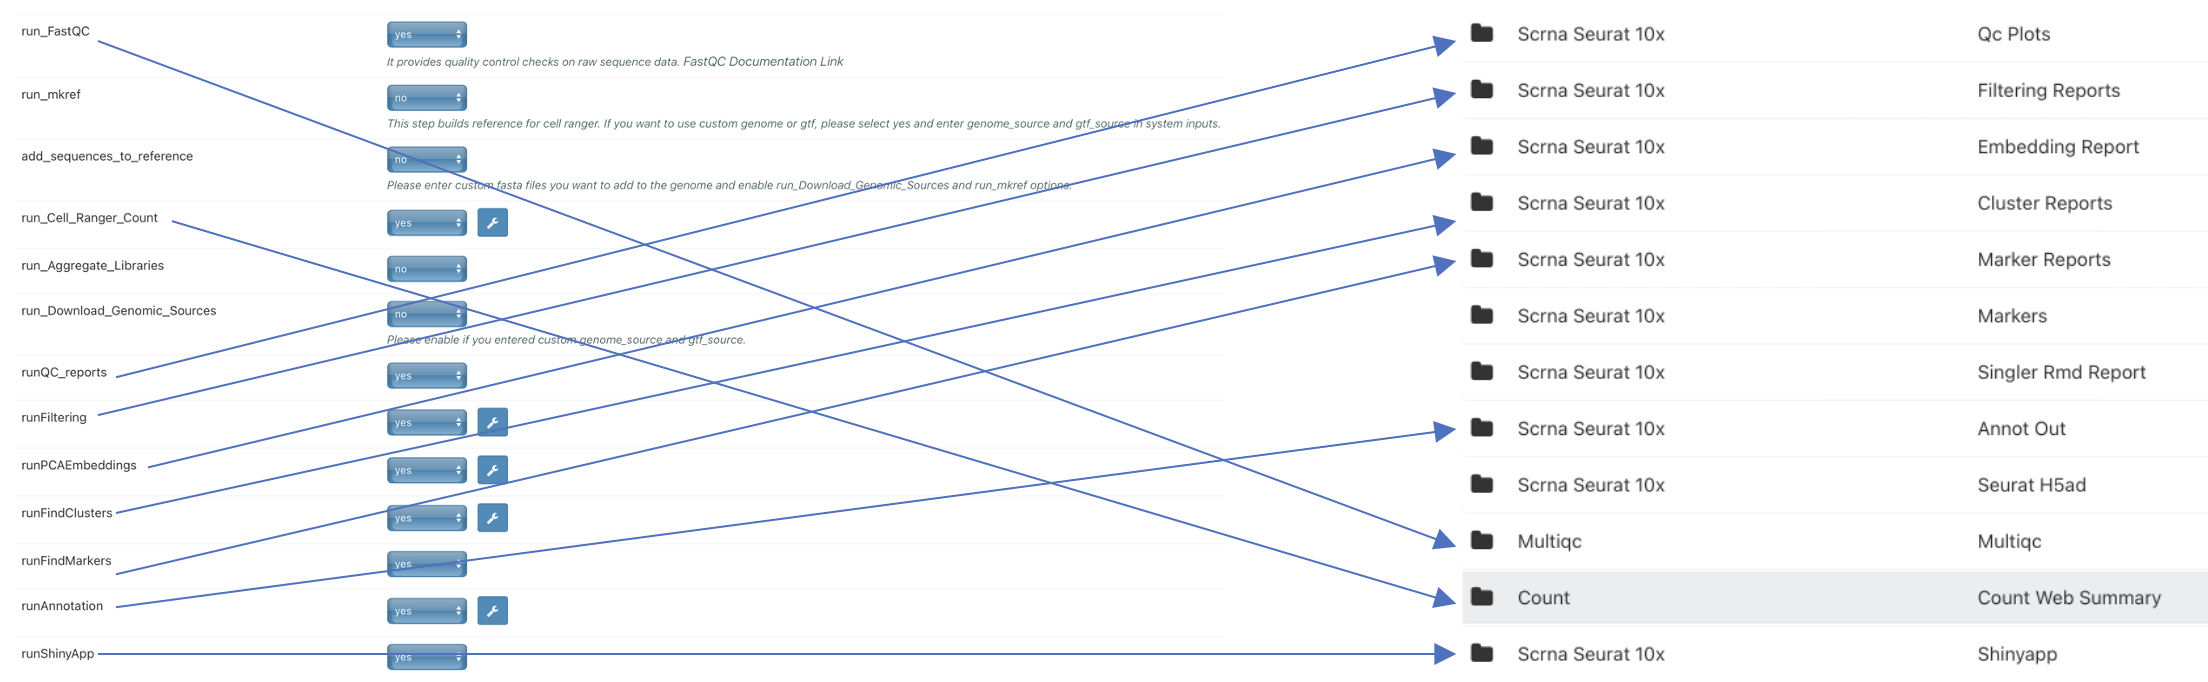 run_FastQC
yes
It provides quality control checks on raw sequence data. FastQC Documentation Link
run_mkref
no
This step builds reference for cell ranger. If you want to use custom genome or gtf, please select yes and enter genome_source and gtf_source in system inputs.
add_sequences_to_reference
no
Please enter custom fasta files you want to add to the genome and enable run_Download_Genomic_Sources and run_mkref options.
run_Cell_Ranger_Count
yes
run_Aggregate_Libraries
no
run_Download_Genomic_Sources
no
Please enable if you entered custom genome_source and gtf_source.
runQC_reports
yes
runFiltering
yes
runPCAEmbeddings
yes
runFindClusters
yes
runFindMarkers
yes
runAnnotation
yes
runShinyApp
yes
Scrna Seurat 10x Qc Plots
Scrna Seurat 10x Filtering Reports
Scrna Seurat 10x Embedding Report
Scrna Seurat 10x Cluster Reports
Scrna Seurat 10x Marker Reports
Scrna Seurat 10x Markers
Scrna Seurat 10x Singler Rmd Report
Scrna Seurat 10x Annot Out
Scrna Seurat 10x Seurat H5ad
Multiqc Multiqc
Count Count Web Summary
Scrna Seurat 10x Shinyapp